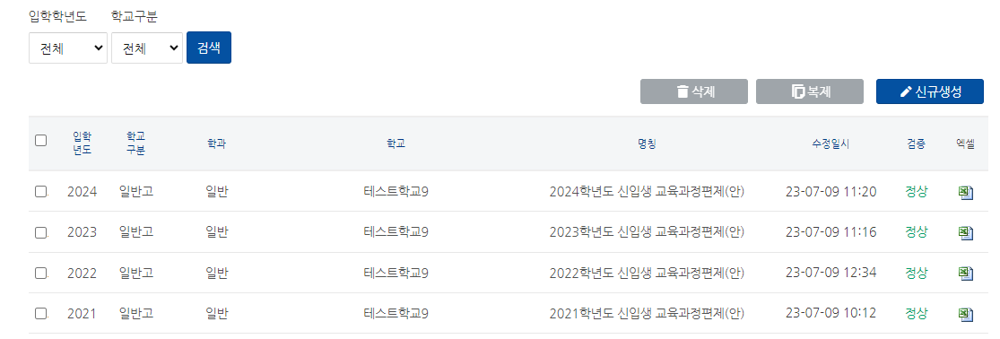 입학학년도 학교구분
전체 전체 검색
삭제 복제 신규생성
입학
년도 학교
구분 학과 학교 명칭 수정일시 검증 엑셀
2024 일반고 일반 테스트학교9 2024학년도 신입생 교육과정편제(안) 23-07-09 11:20 정상
2023 일반고 일반 테스트학교9 2023학년도 신입생 교육과정편제(안) 23-07-09 11:16 정상
2022 일반고 일반 테스트학교9 2022학년도 신입생 교육과정편제(안) 23-07-09 12:34 정상
2021 일반고 일반 테스트학교9 2021학년도 신입생 교육과정편제(안) 23-07-09 10:12 정상